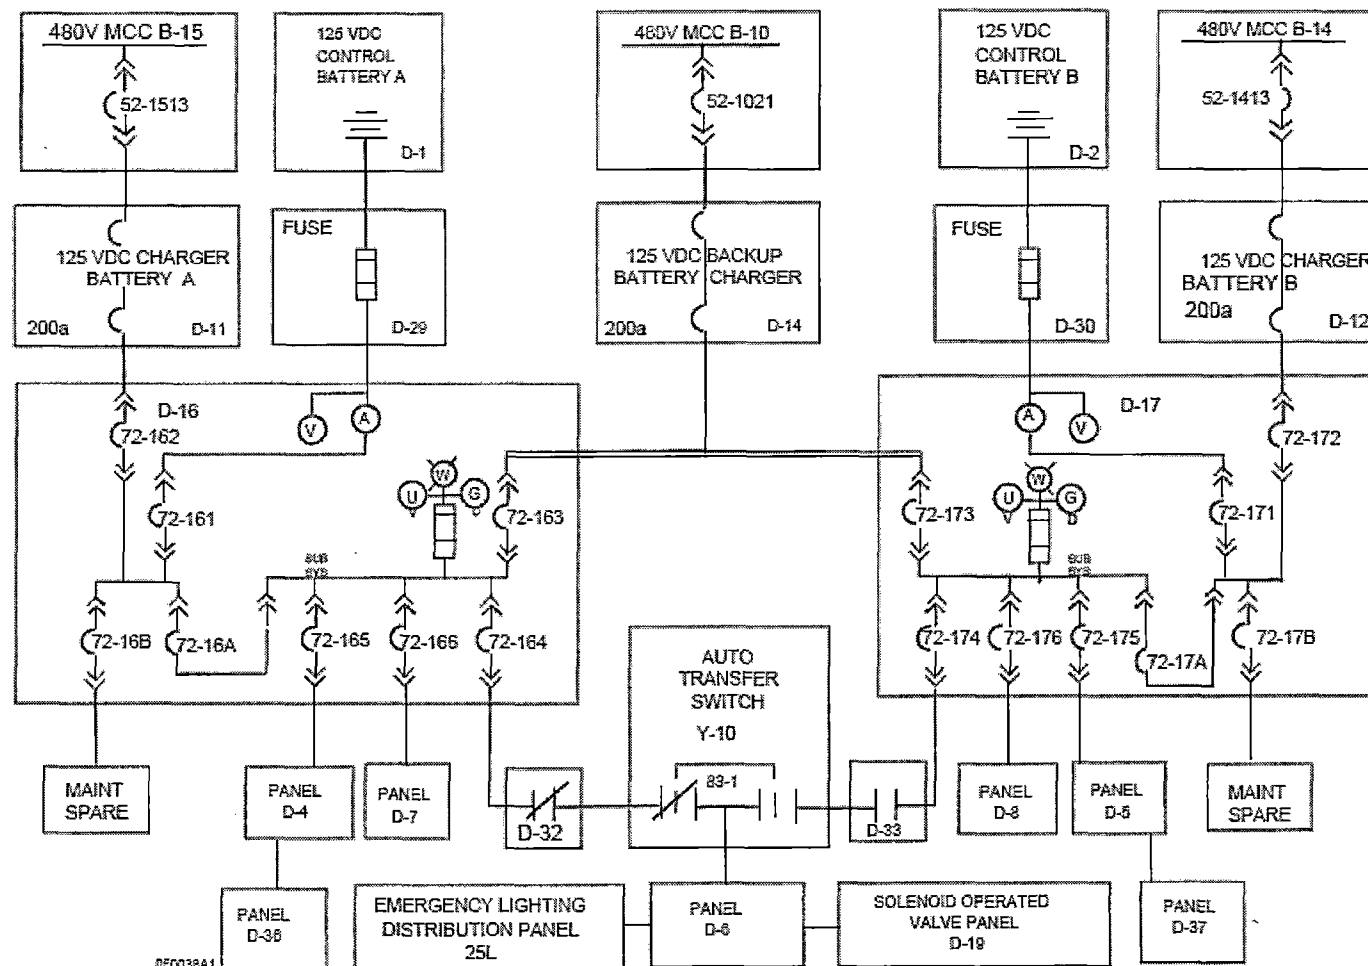 480V MCC B-15
52-1513
125 VDC
CONTROL
BATTERY A
D-1
480V MCC B-10
52-1021
125 VDC
CONTROL
BATTERY B
D-2
480V MCC B-14
52-1413
125 VDC CHARGER
BATTERY A
200a
D-11
FUSE
D-29
125 VDC BACKUP
BATTERY CHARGER
200a
D-14
FUSE
D-30
125 VDC CHARGER
BATTERY B
200a
D-12
D-16
72-162
V
A
72-161
U
W
G
V
72-163
BUS
SYS
72-16B
72-16A
72-165
72-166
72-164
D-17
A
V
72-172
72-173
U
W
G
V
D
72-171
BUS
SYS
72-174
72-176
72-175
72-17A
72-17B
AUTO
TRANSFER
SWITCH
Y-10
83-1
MAINT
SPARE
PANEL
D-4
PANEL
D-7
D-32
D-33
PANEL
D-8
PANEL
D-5
MAINT
SPARE
PANEL
EMERGENCY LIGHTING
DISTRIBUTION PANEL
25L
PANEL
D-6
SOLENOID OPERATED
VALVE PANEL
D-19
PANEL
D-37